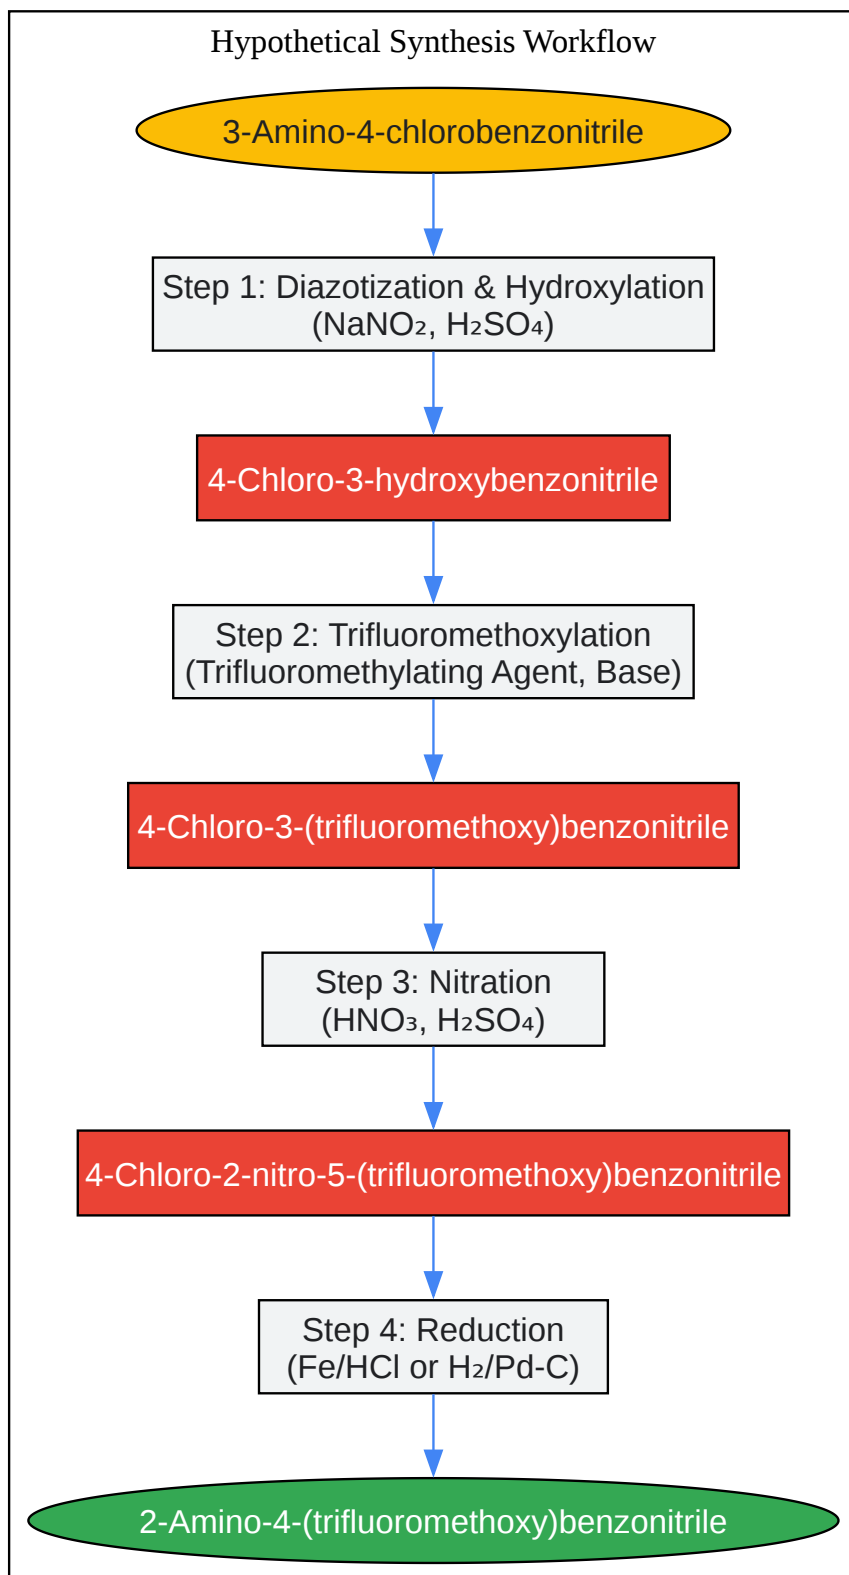 Hypothetical Synthesis Workflow
3-Amino-4-chlorobenzonitrile
Step 1: Diazotization & Hydroxylation
(NaNO₂, H₂SO₄)
4-Chloro-3-hydroxybenzonitrile
Step 2: Trifluoromethoxylation
(Trifluoromethylating Agent, Base)
4-Chloro-3-(trifluoromethoxy)benzonitrile
Step 3: Nitration
(HNO₃, H₂SO₄)
4-Chloro-2-nitro-5-(trifluoromethoxy)benzonitrile
Step 4: Reduction
(Fe/HCl or H₂/Pd-C)
2-Amino-4-(trifluoromethoxy)benzonitrile